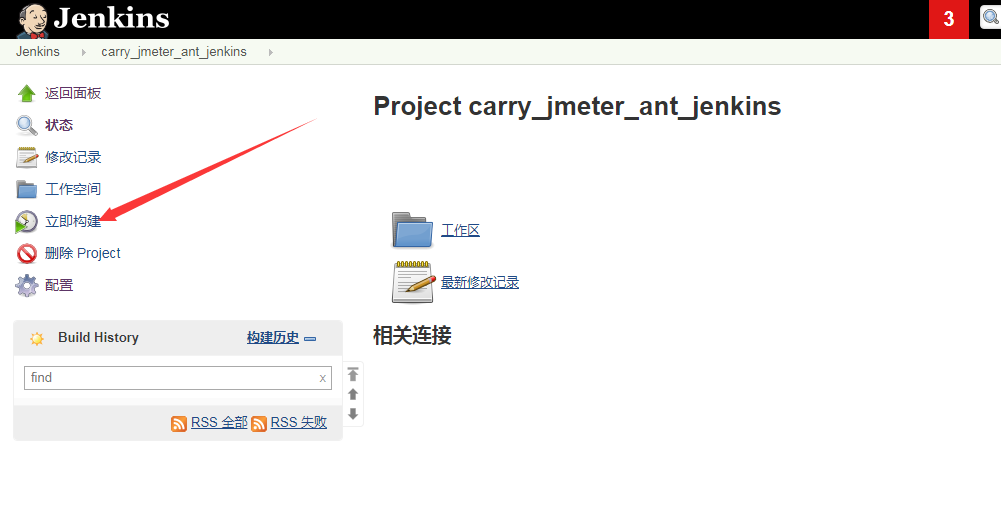 Jenkins
3
Jenkins carry_jmeter_ant_jenkins
返回面板
状态
修改记录
工作空间
立即构建
删除 Project
配置
Build History 构建历史
find x
RSS 全部 RSS 失败
Project carry_jmeter_ant_jenkins
工作区
最新修改记录
相关连接